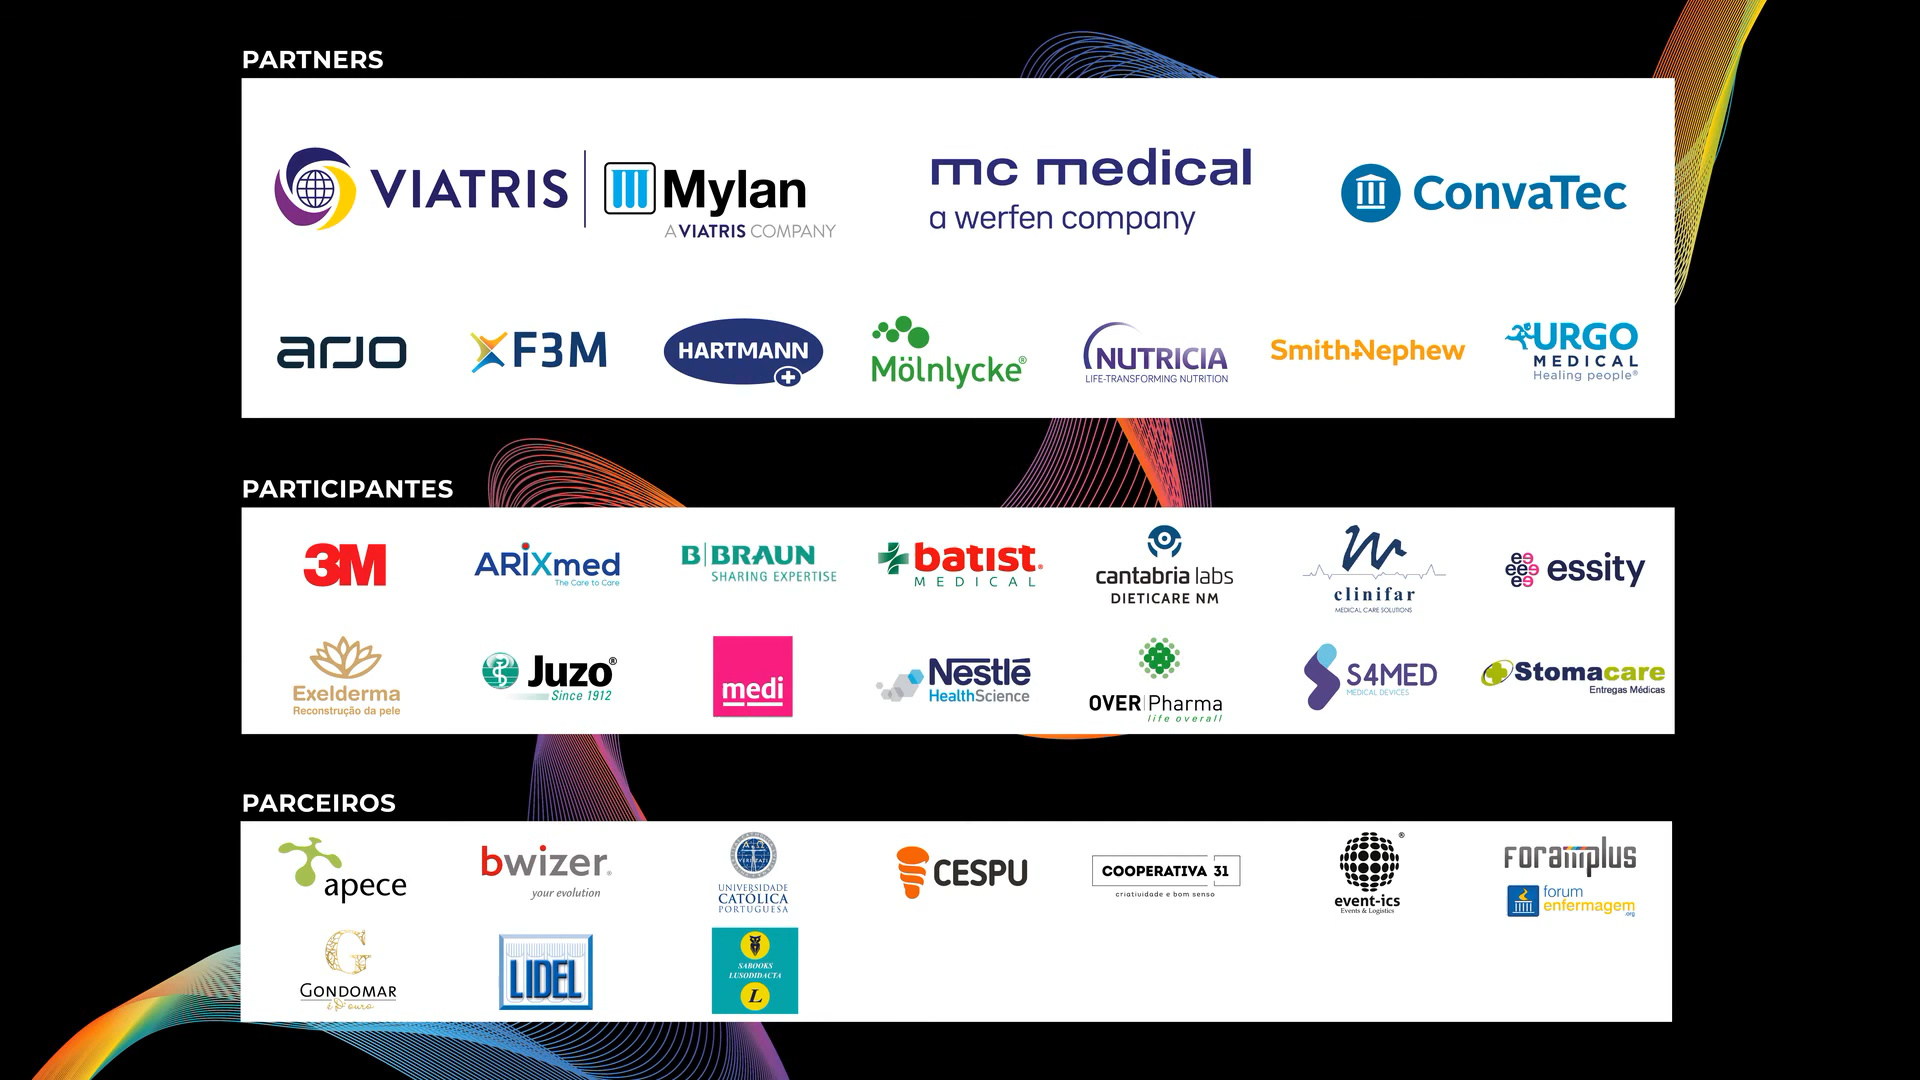 PARTNERS
VIATRIS
Mylan
A VIATRIS COMPANY
mc medical
a werfen company
ConvaTec
arjo
F3M
HARTMANN
Mölnlycke®
NUTRICIA
LIFE-TRANSFORMING NUTRITION
Smith+Nephew
URGO
MEDICAL
Healing people®
PARTICIPANTES
3M
ARiXmed
The Care to Care
B|BRAUN
SHARING EXPERTISE
batist
MEDICAL
cantabria labs
DIETICARE NM
clinifar
MEDICAL CARE SOLUTIONS
essity
Exelderma
Reconstrução da pele
Juzo®
Since 1912
medi
Nestlé
HealthScience
OVER|Pharma
life overall
S4MED
MEDICAL DEVICES
Stomacare
Entregas Médicas
PARCEIROS
apece
bwizer
your evolution
UNIVERSIDADE
CATÓLICA
PORTUGUESA
CESPU
COOPERATIVA 31
criatividade e bom senso
event-ics
Events & Logistics
Foramplus
forum
enfermagem
.org
G
GONDOMAR
é D'ouro
LIDEL
SABOOKS
LUSODIDACTA
L